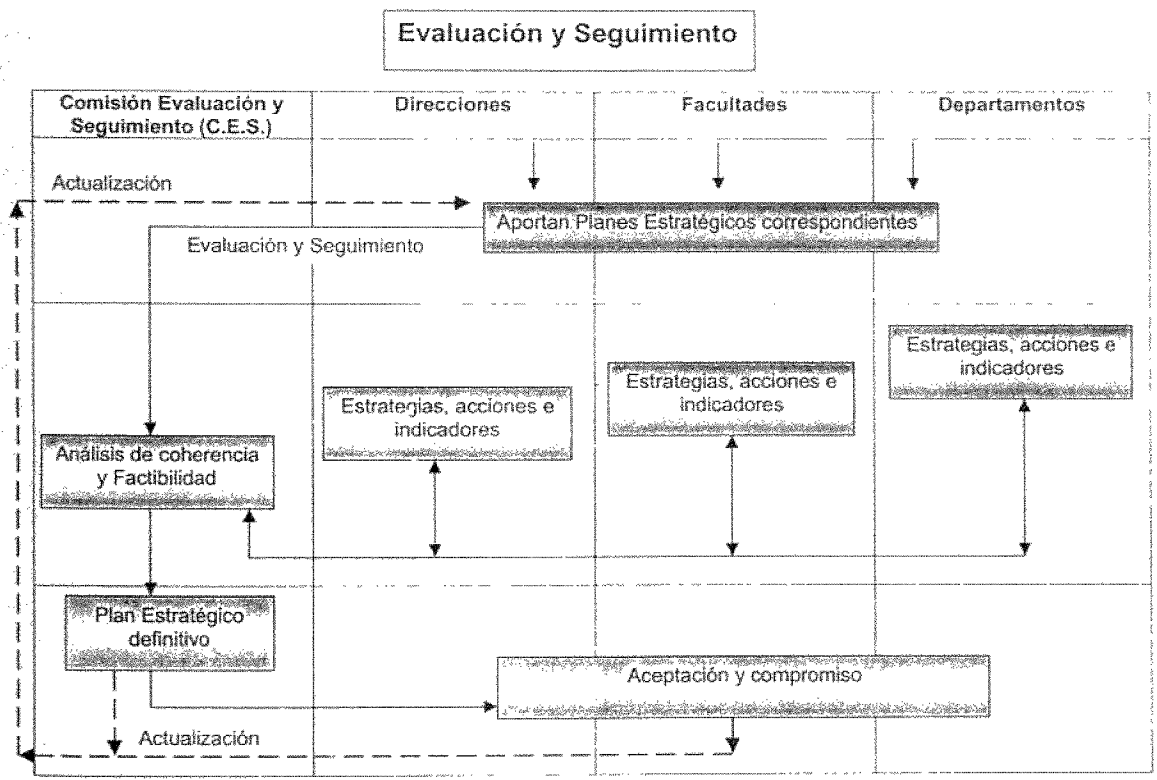 Evaluación y Seguimiento
Comisión Evaluación y
Seguimiento (C.E.S.)
Direcciones
Facultades
Departamentos
Actualización
Aportan Planes Estratégicos correspondientes
Evaluación y Seguimiento
Estrategias, acciones e
indicadores
Estrategias, acciones e
indicadores
Estrategias, acciones e
indicadores
Análisis de coherencia
y Factibilidad
Plan Estratégico
definitivo
Aceptación y compromiso
Actualización